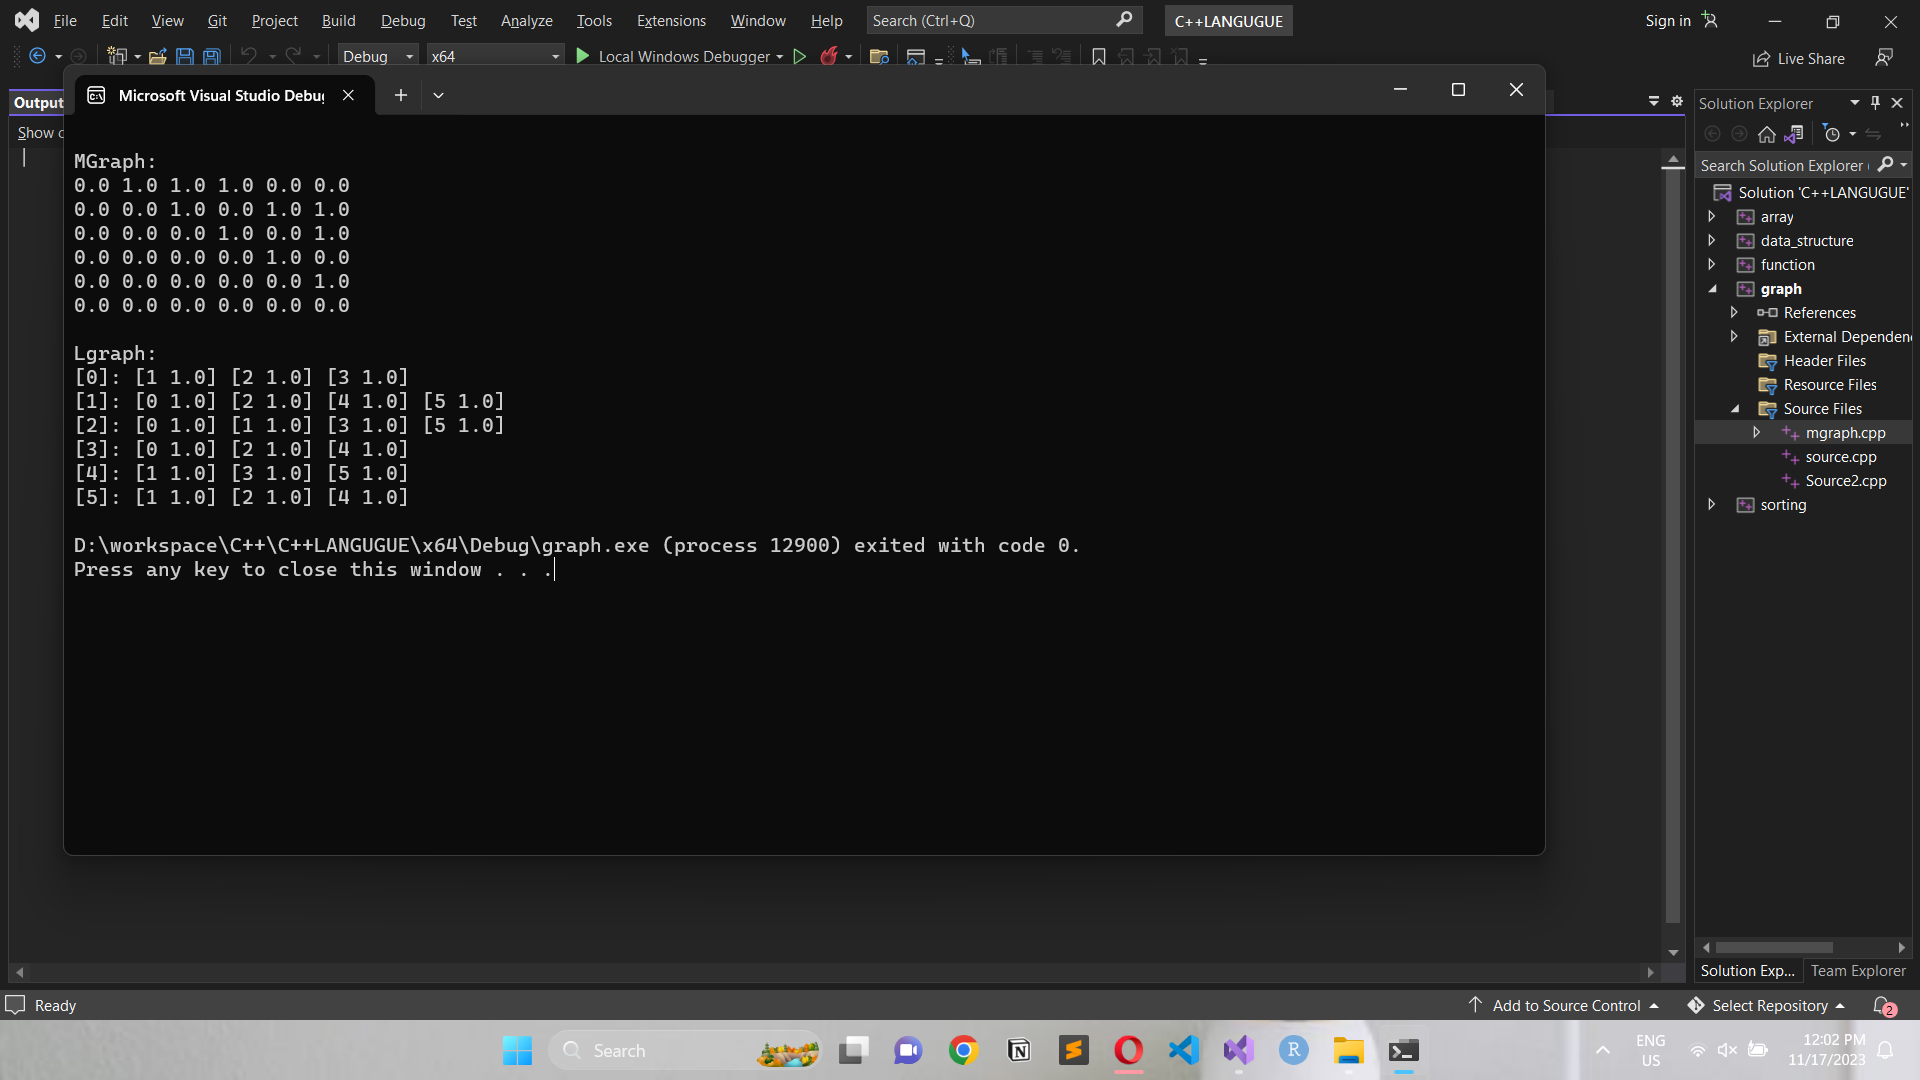 File Edit View Git Project Build Debug Test Analyze Tools Extensions Window Help Search (Ctrl+Q) C++LANGUGUE Sign in
Debug x64 Local Windows Debugger Live Share
Output
Show
Microsoft Visual Studio Debu
MGraph:
0.0 1.0 1.0 1.0 0.0 0.0
0.0 0.0 1.0 0.0 1.0 1.0
0.0 0.0 0.0 1.0 0.0 1.0
0.0 0.0 0.0 0.0 1.0 0.0
0.0 0.0 0.0 0.0 0.0 1.0
0.0 0.0 0.0 0.0 0.0 0.0
Lgraph:
[0]: [1 1.0] [2 1.0] [3 1.0]
[1]: [0 1.0] [2 1.0] [4 1.0] [5 1.0]
[2]: [0 1.0] [1 1.0] [3 1.0] [5 1.0]
[3]: [0 1.0] [2 1.0] [4 1.0]
[4]: [1 1.0] [3 1.0] [5 1.0]
[5]: [1 1.0] [2 1.0] [4 1.0]
D:\workspace\C++\C++LANGUGUE\x64\Debug\graph.exe (process 12900) exited with code 0.
Press any key to close this window . . .
Solution Explorer
Search Solution Explorer (
Solution 'C++LANGUGUE'
array
data_structure
function
graph
References
External Dependen
Header Files
Resource Files
Source Files
mgraph.cpp
source.cpp
Source2.cpp
sorting
Solution Exp... Team Explorer
Ready Add to Source Control Select Repository 2
Search ENG US 12:02 PM
11/17/2023